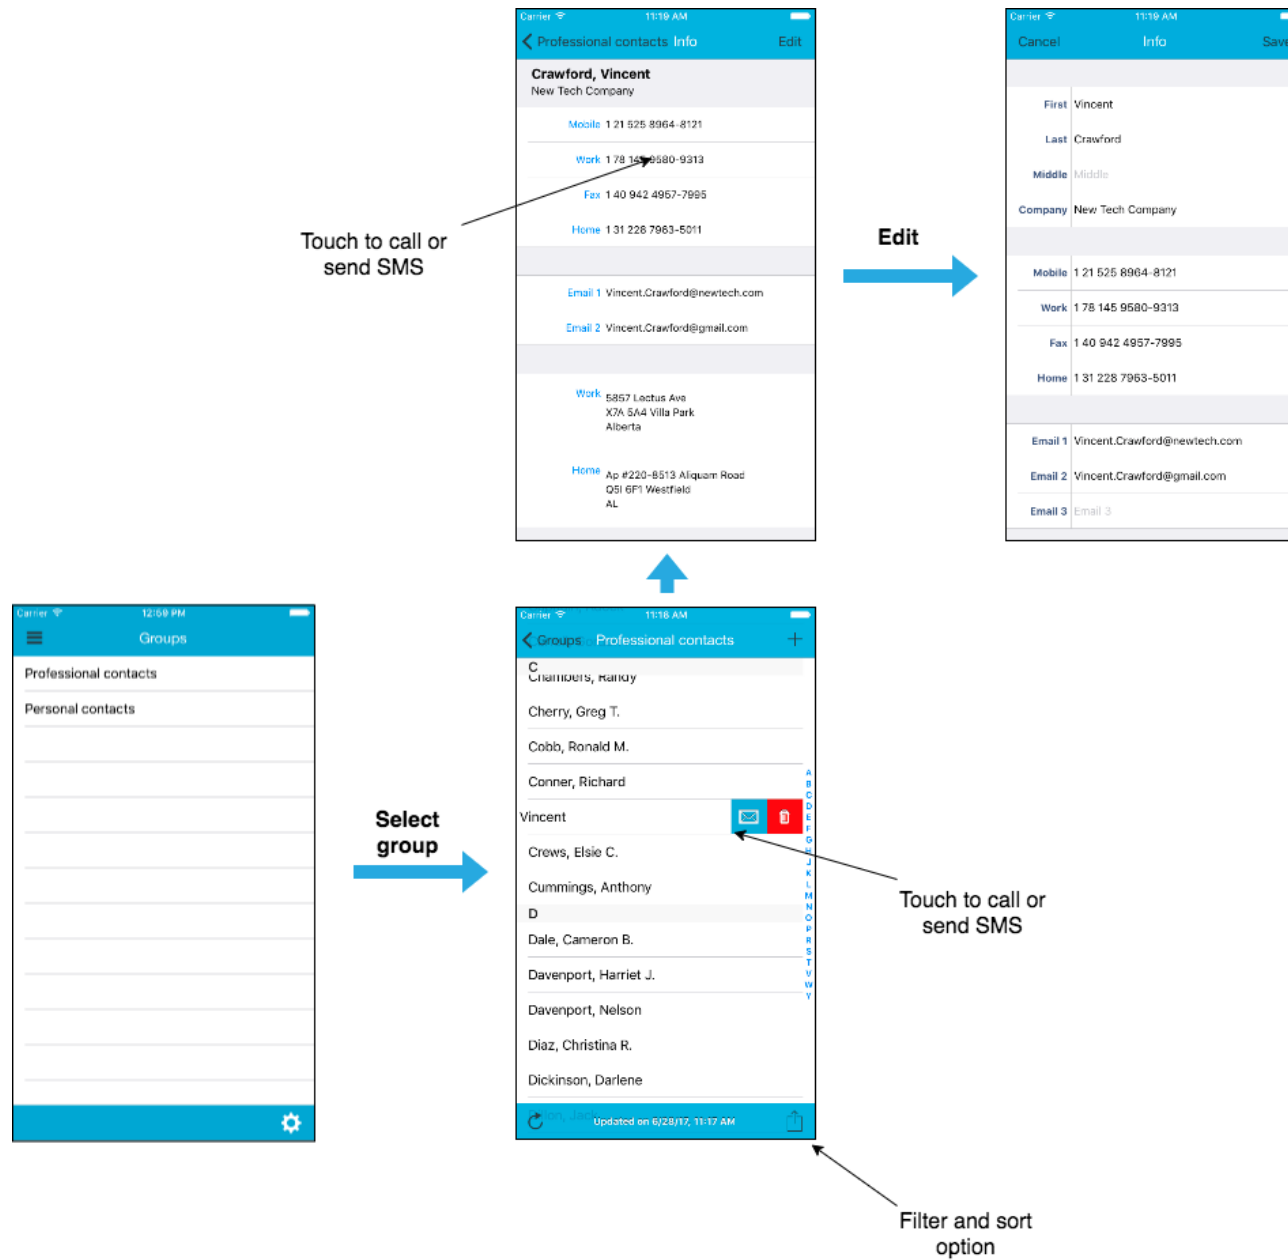 Carrier 11:19 AM
Professional contacts Info Edit
Crawford, Vincent
New Tech Company
Mobile 1 21 525 8964-8121
Work 1 78 145 9580-9313
Fax 1 40 942 4957-7995
Home 1 31 228 7963-5011
Email 1 Vincent.Crawford@newtech.com
Email 2 Vincent.Crawford@gmail.com
Work 5857 Lectus Ave
X7A 5A4 Villa Park
Alberta
Home Ap #220-8513 Aliquam Road
Q5I 6F1 Westfield
AL
Touch to call or
send SMS
Edit
Carrier 11:19 AM
Cancel Info Save
First Vincent
Last Crawford
Middle Middle
Company New Tech Company
Mobile 1 21 525 8964-8121
Work 1 78 145 9580-9313
Fax 1 40 942 4957-7995
Home 1 31 228 7963-5011
Email 1 Vincent.Crawford@newtech.com
Email 2 Vincent.Crawford@gmail.com
Email 3 Email 3
Carrier 12:59 PM
Groups
Professional contacts
Personal contacts
Select
group
Carrier 11:18 AM
Groups Professional contacts
C
Chambers, Randy
Cherry, Greg T.
Cobb, Ronald M.
Conner, Richard
Vincent
Crews, Elsie C.
Cummings, Anthony
D
Dale, Cameron B.
Davenport, Harriet J.
Davenport, Nelson
Diaz, Christina R.
Dickinson, Darlene
Updated on 6/28/17, 11:17 AM
A
B
C
D
E
F
G
H
J
K
L
M
N
O
P
R
S
T
V
W
Y
Touch to call or
send SMS
Filter and sort
option